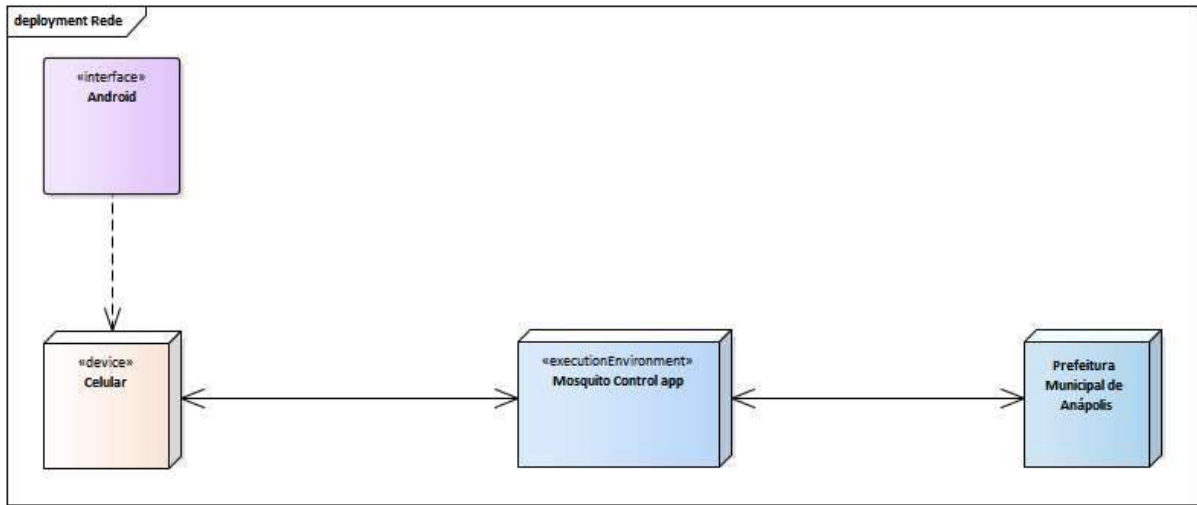 deployment Rede
«interface»
Android
«device»
Celular
«executionEnvironment»
Mosquito Control app
Prefeitura
Municipal de
Anápolis